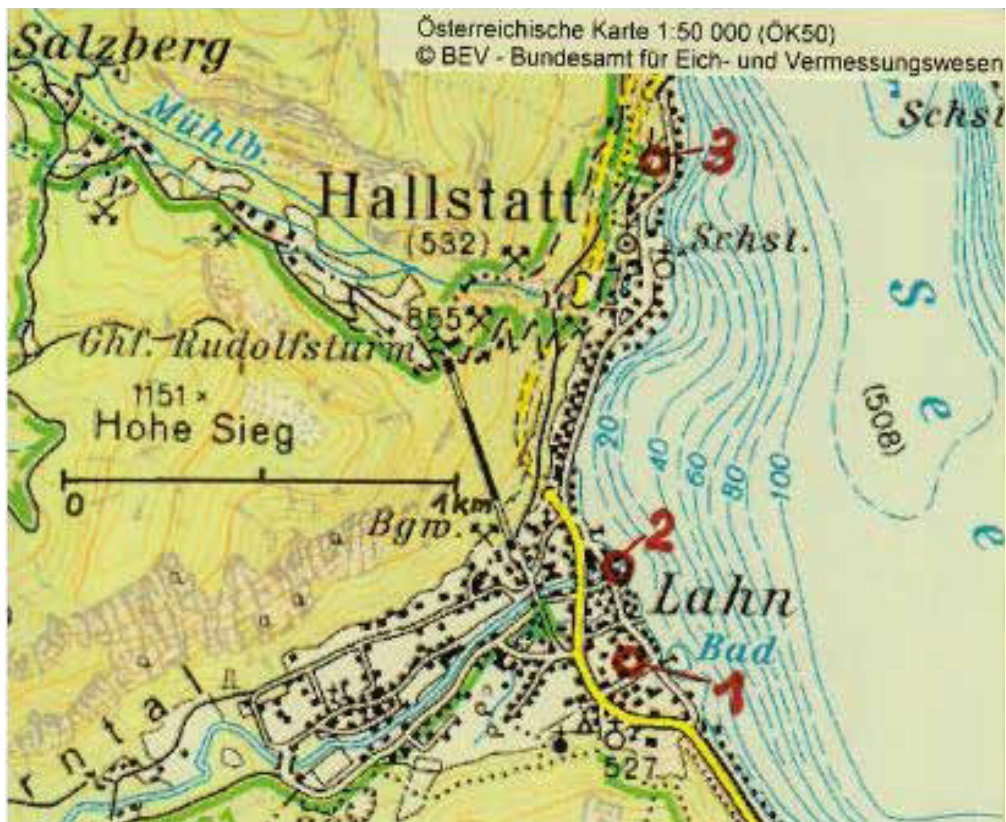 Österreichische Karte 1:50 000 (ÖK50)
© BEV - Bundesamt für Eich- und Vermessungswesen
Salzberg
Mühlb.
Schst
3
Hallstatt
(532)
Schst.
S
855
Ghf. Rudolfsturm
1151
Hohe Sieg
e
(508)
20
40
60
80
100
0
1km
Bgw.
e
2
Lahn
Bad
1
rntal
527